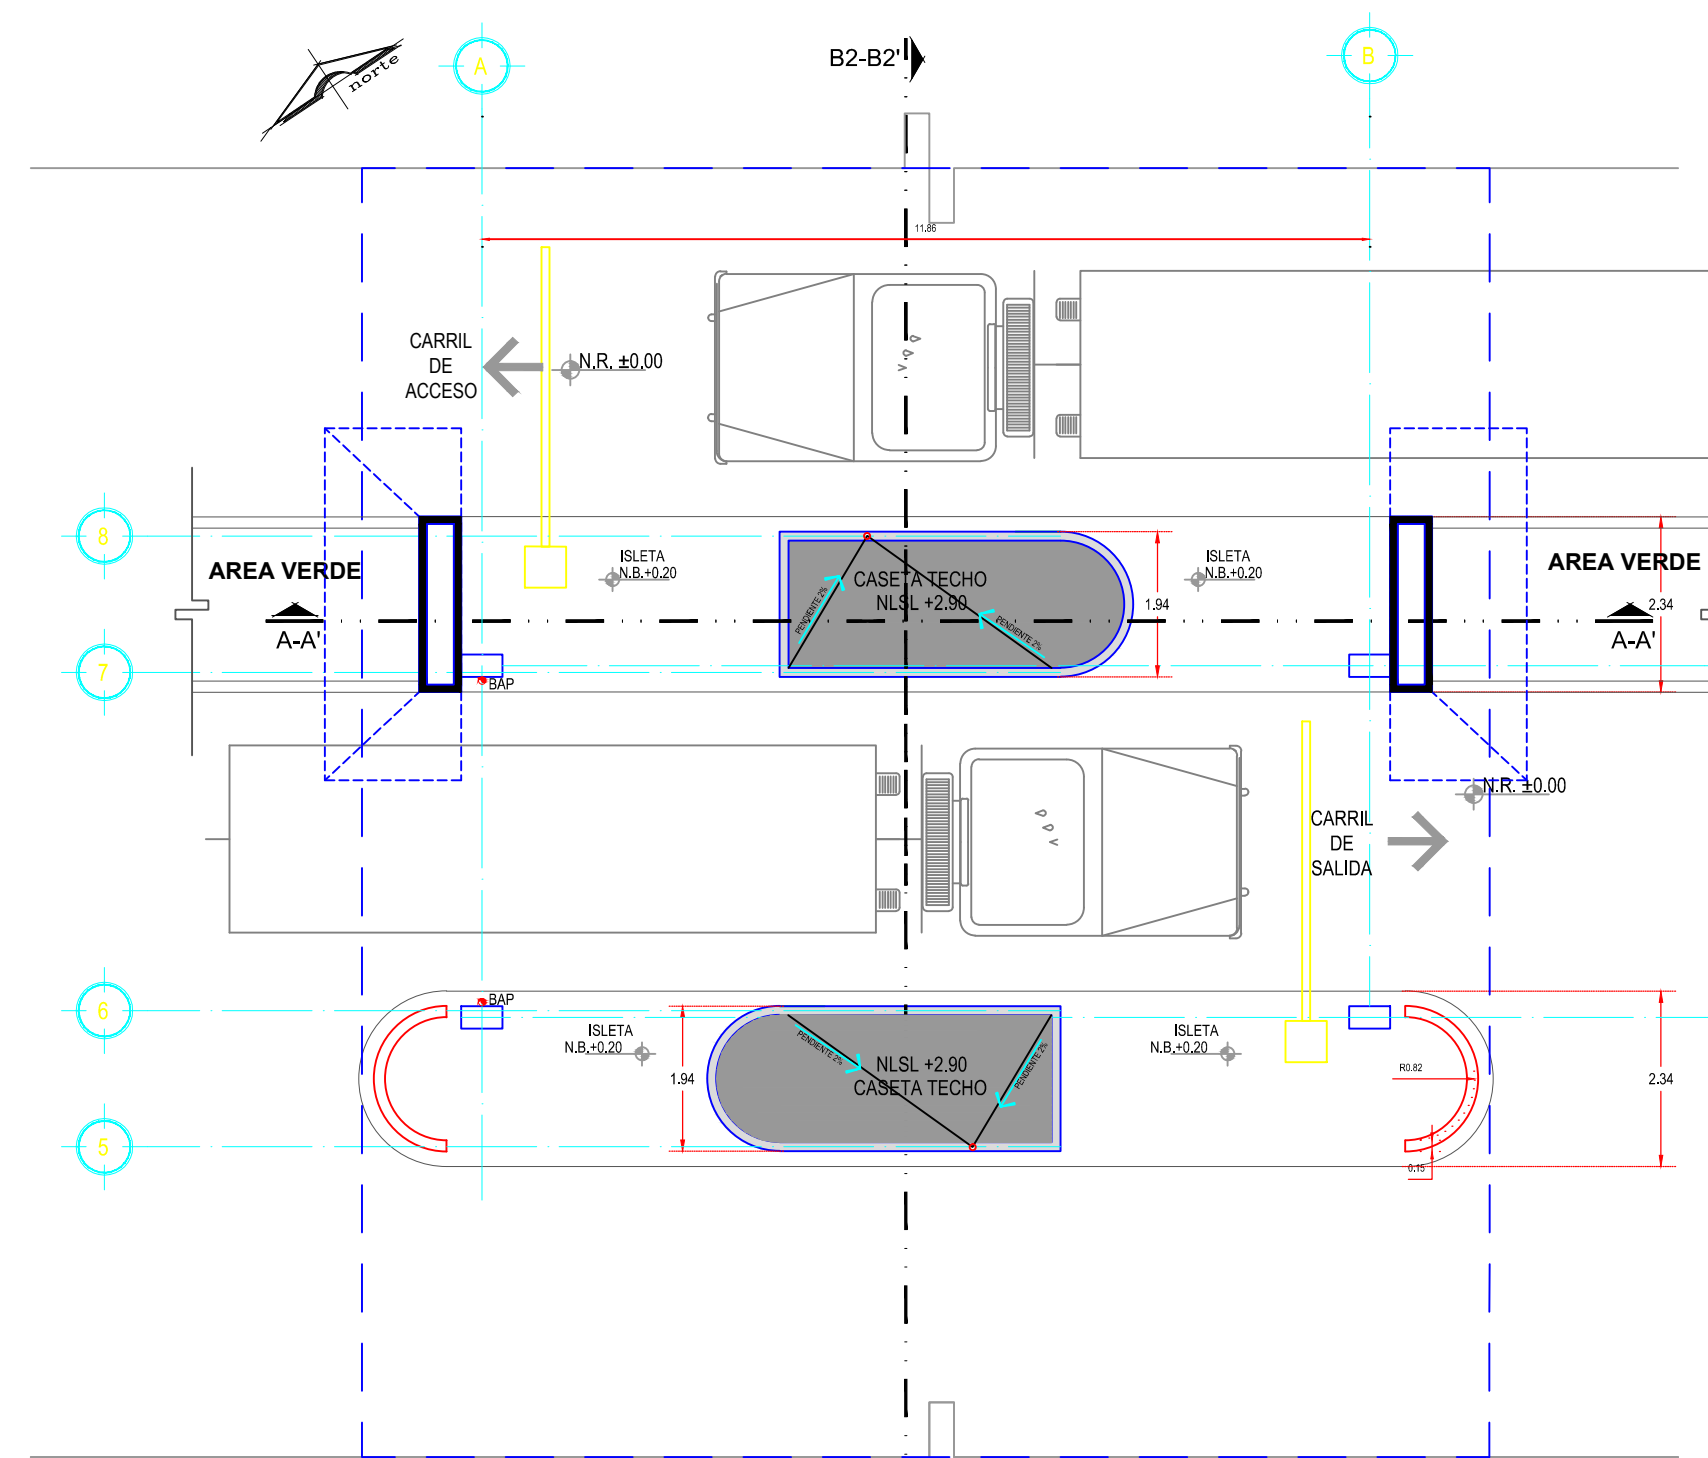 A
B2-B2'
B
norte
11.86
CARRIL
DE
ACCESO
N.R. ±0.00
8
AREA VERDE
ISLETA
N.B.+0.20
CASETA TECHO
NLSL +2.90
PENDIENTE 2%
PENDIENTE 2%
1.94
ISLETA
N.B.+0.20
AREA VERDE
2.34
A-A'
A-A'
7
BAP
N.R. ±0.00
CARRIL
DE
SALIDA
6
BAP
ISLETA
N.B.+0.20
1.94
PENDIENTE 2%
NLSL +2.90
CASETA TECHO
PENDIENTE 2%
ISLETA
N.B.+0.20
R0.82
2.34
5
0.15